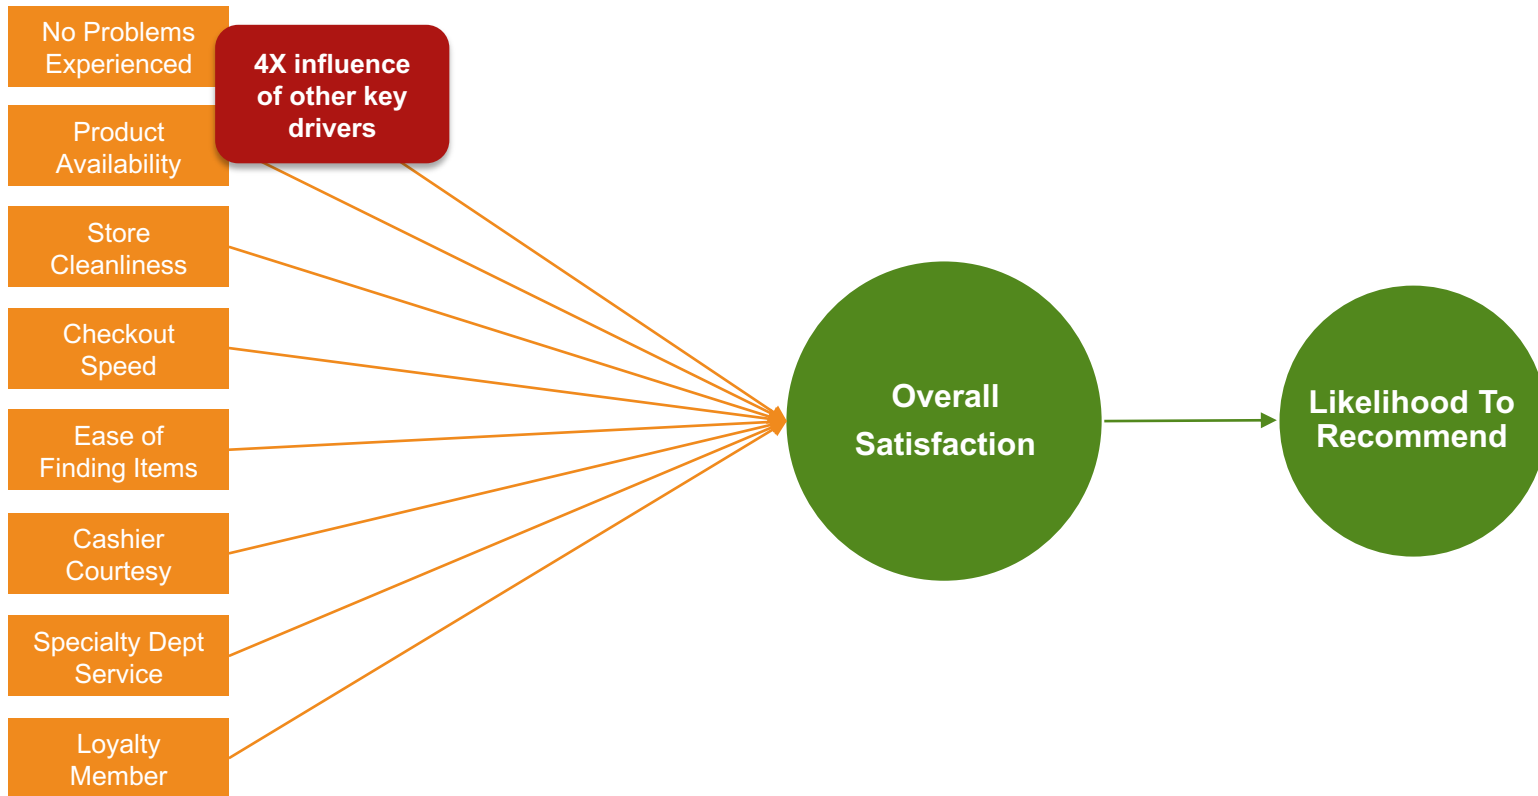 No Problems
Experienced
4X influence
of other key
drivers
Product
Availability
Store
Cleanliness
Checkout
Speed
Ease of
Finding Items
Cashier
Courtesy
Specialty Dept
Service
Loyalty
Member
Overall
Satisfaction
Likelihood To
Recommend